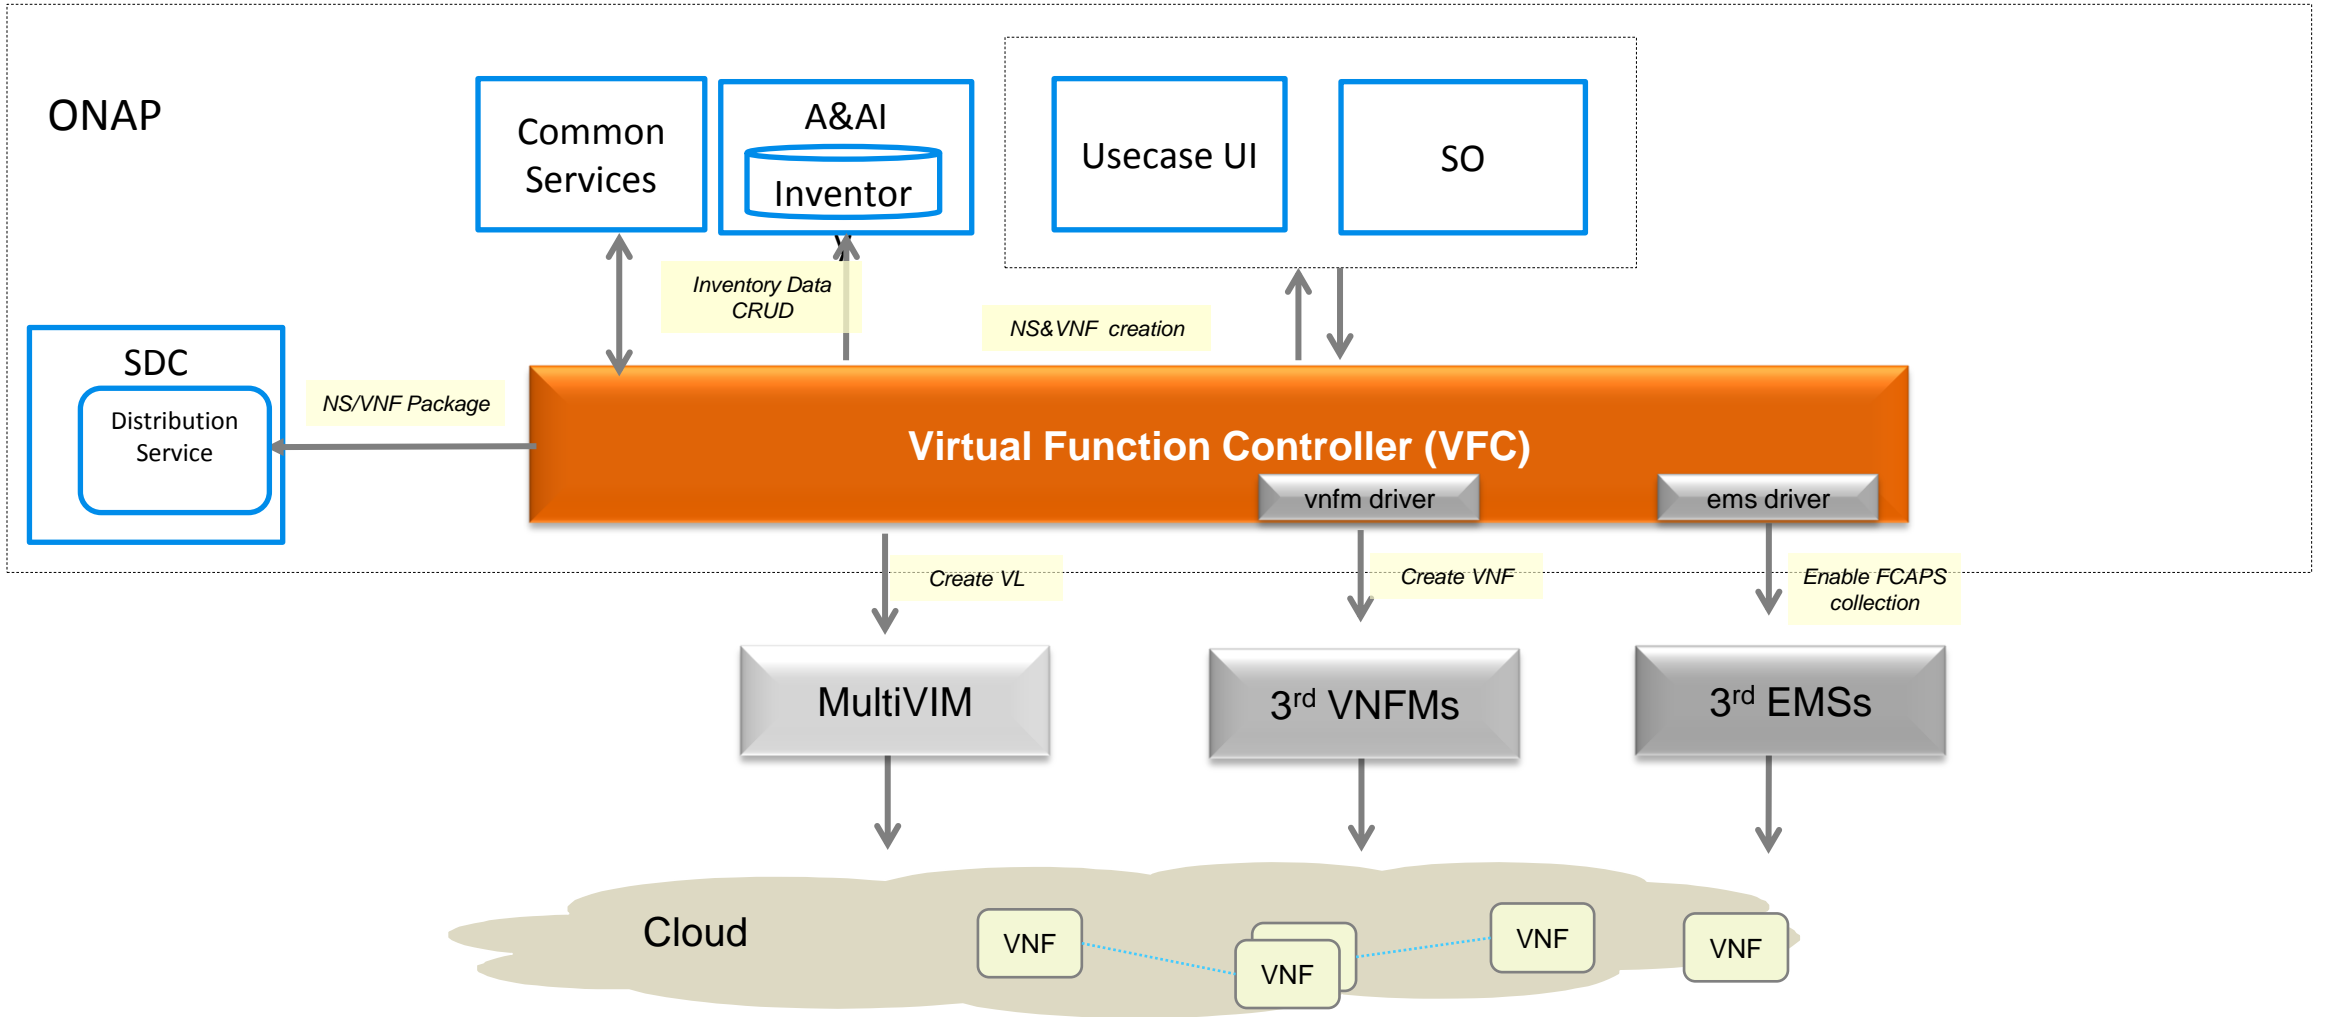 ONAP
Common
Services
A&AI
Inventor
y
Usecase UI
SO
Inventory Data
CRUD
NS&VNF creation
SDC
Distribution
Service
NS/VNF Package
Virtual Function Controller (VFC)
vnfm driver
ems driver
Create VL
Create VNF
Enable FCAPS
collection
MultiVIM
3rd VNFMs
3rd EMSs
Cloud
VNF
VNF
VNF
VNF